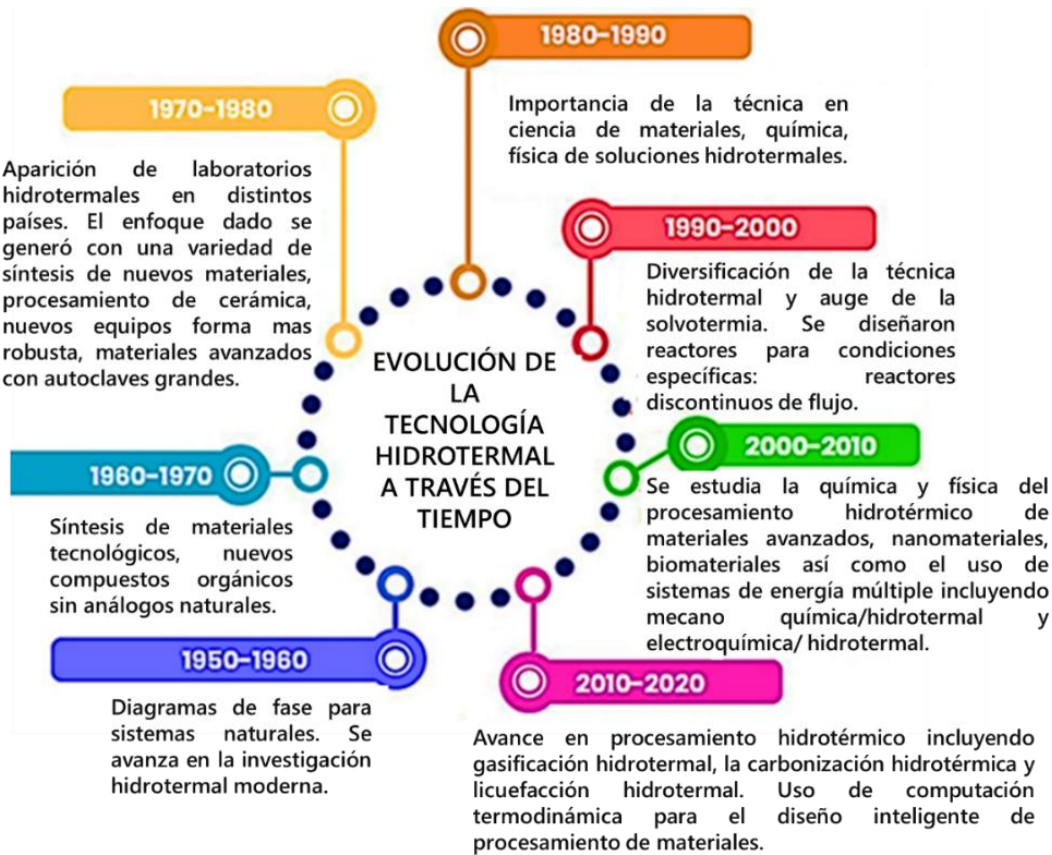 1980-1990
Importancia de la técnica en
ciencia de materiales, química,
física de soluciones hidrotermales.
1970-1980
Aparición de laboratorios
hidrotermales en distintos
países. El enfoque dado se
generó con una variedad de
síntesis de nuevos materiales,
procesamiento de cerámica,
nuevos equipos forma mas
robusta, materiales avanzados
con autoclaves grandes.
1990-2000
Diversificación de la técnica
hidrotermal y auge de la
solvotermia. Se diseñaron
reactores para condiciones
específicas: reactores
discontinuos de flujo.
EVOLUCIÓN DE
LA
TECNOLOGÍA
HIDROTERMAL
A TRAVÉS DEL
TIEMPO
1960-1970
Síntesis de materiales
tecnológicos, nuevos
compuestos orgánicos
sin análogos naturales.
2000-2010
Se estudia la química y física del
procesamiento hidrotérmico de
materiales avanzados, nanomateriales,
biomateriales así como el uso de
sistemas de energía múltiple incluyendo
mecano química/hidrotermal y
electroquímica/ hidrotermal.
1950-1960
Diagramas de fase para
sistemas naturales. Se
avanza en la investigación
hidrotermal moderna.
2010-2020
Avance en procesamiento hidrotérmico incluyendo
gasificación hidrotermal, la carbonización hidrotérmica y
licuefacción hidrotermal. Uso de computación
termodinámica para el diseño inteligente de
procesamiento de materiales.